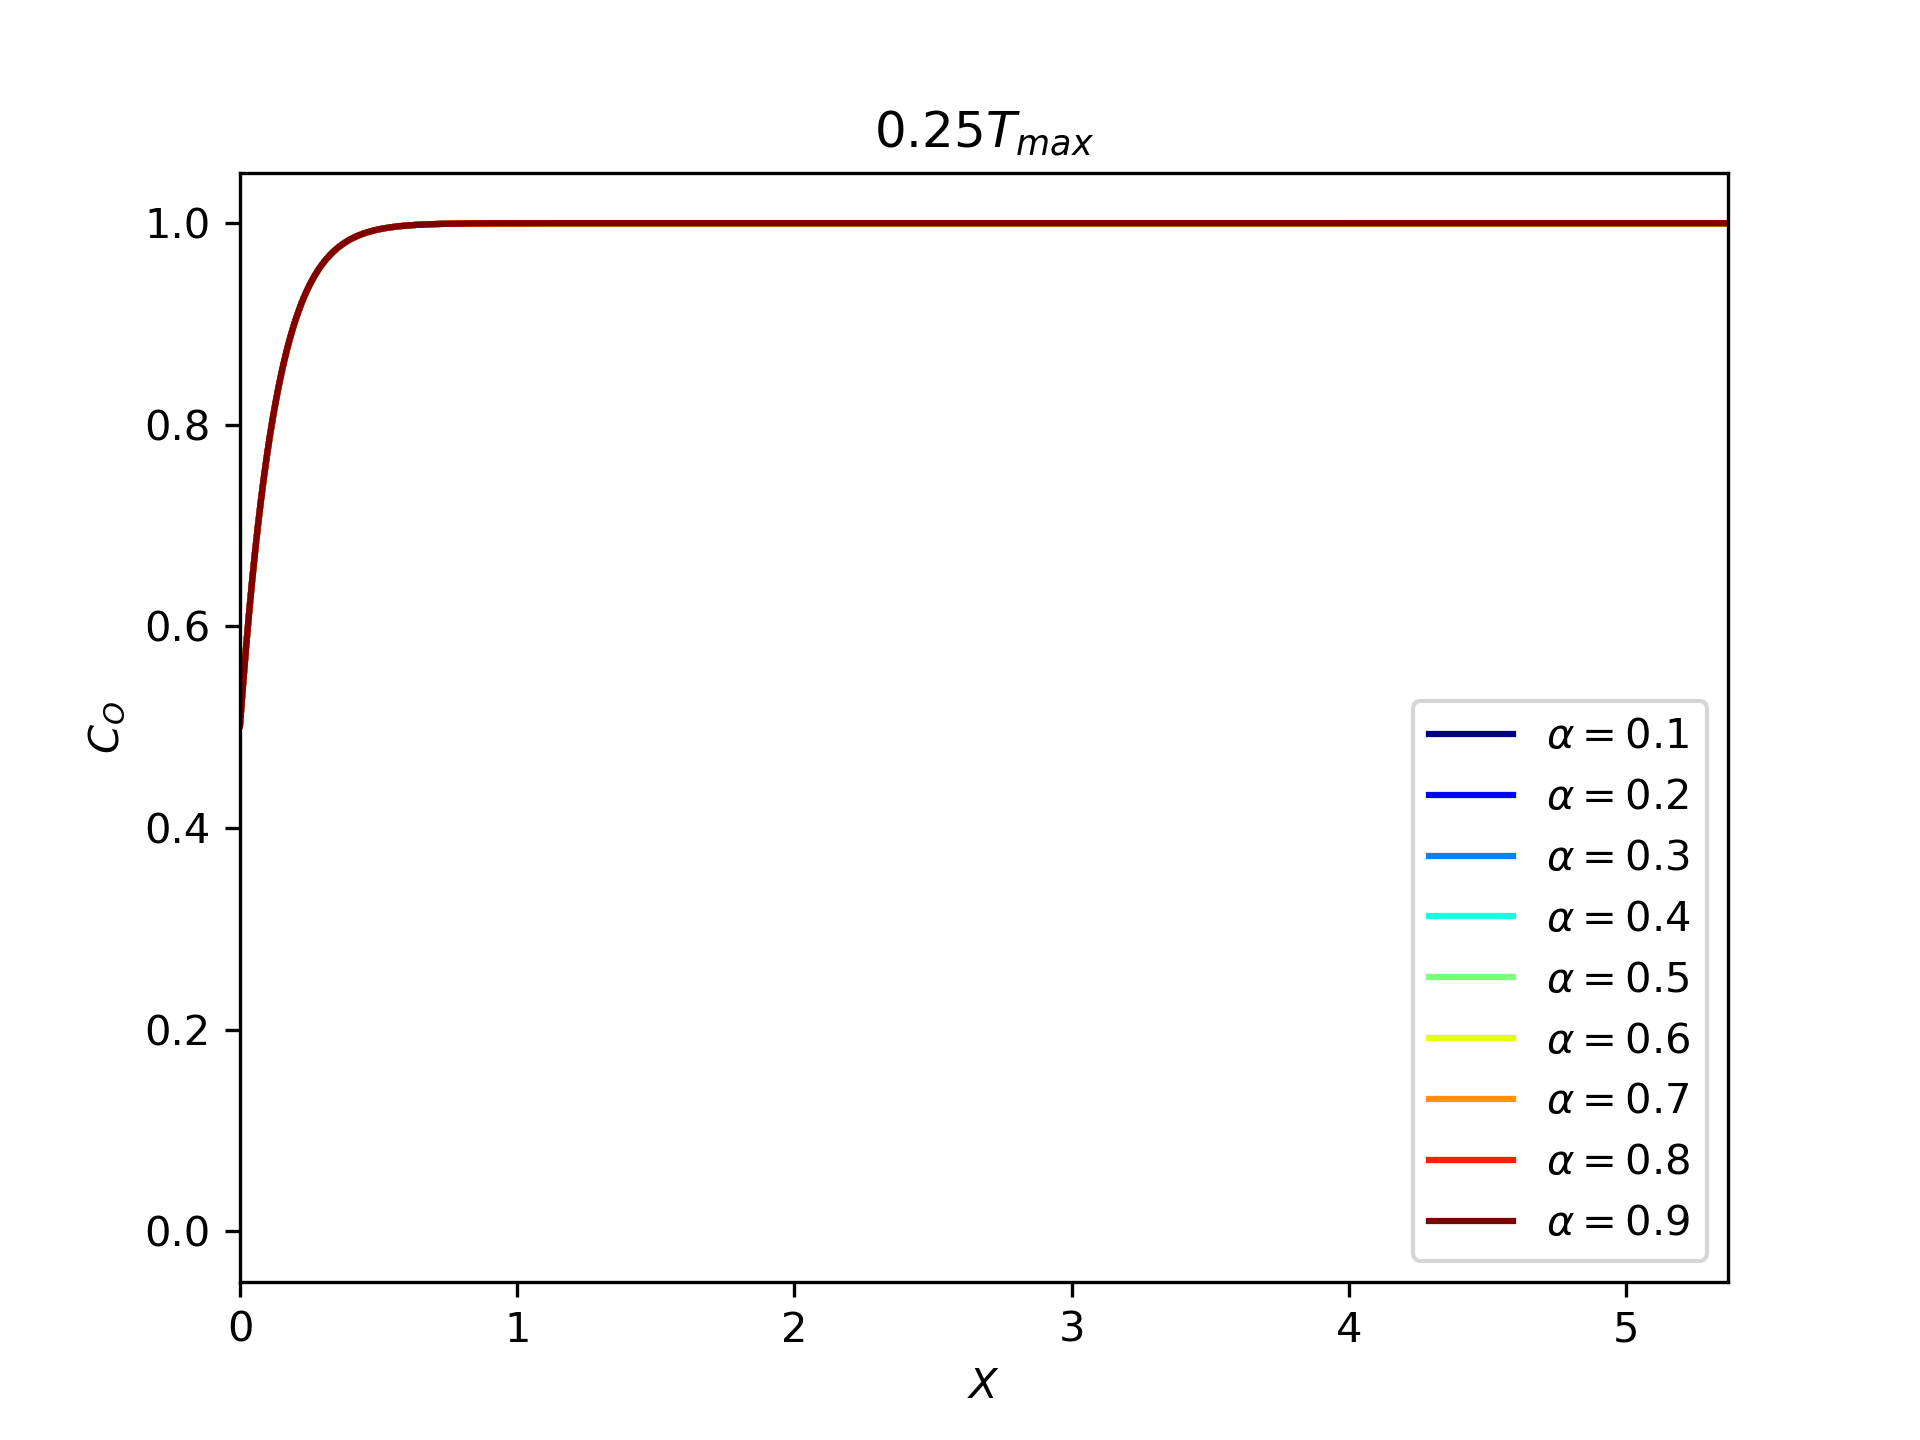 0.25T_max
1.0
0.8
0.6
0.4
0.2
0.0
C_O
α = 0.1
α = 0.2
α = 0.3
α = 0.4
α = 0.5
α = 0.6
α = 0.7
α = 0.8
α = 0.9
0 1 2 3 4 5
X